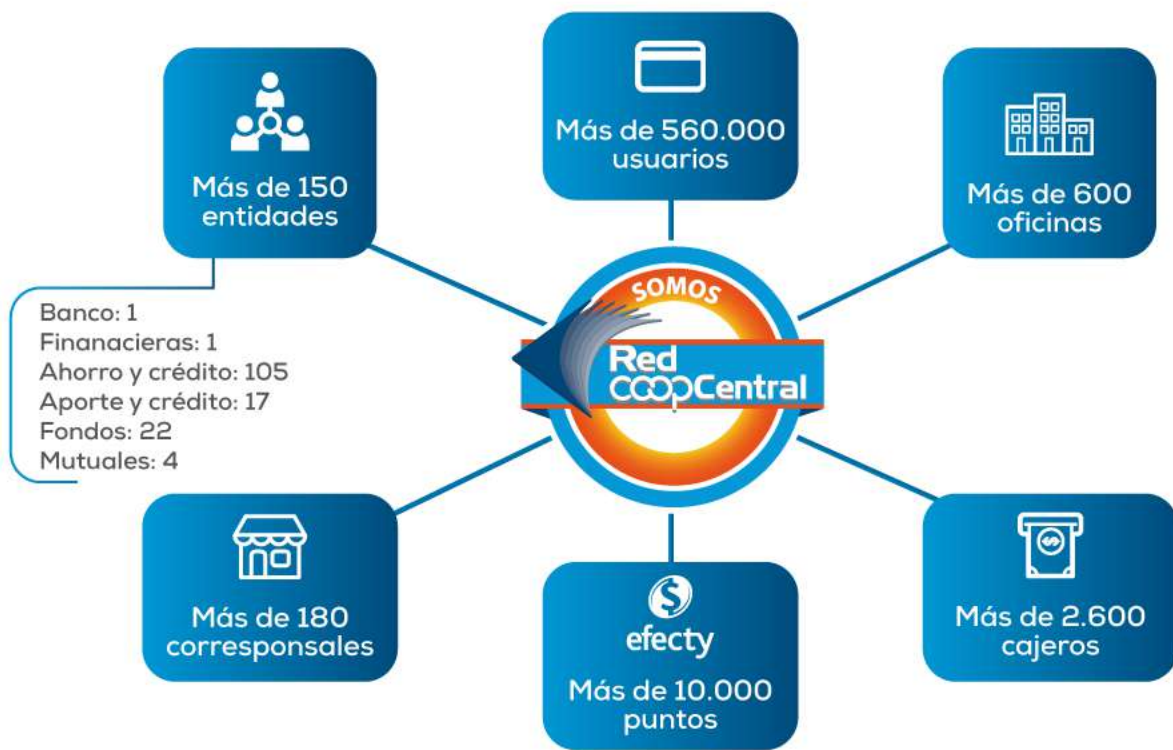 Más de 150
entidades
Más de 560.000
usuarios
Más de 600
oficinas
Banco: 1
Finanacieras: 1
Ahorro y crédito: 105
Aporte y crédito: 17
Fondos: 22
Mutuales: 4
SOMOS
Red
CoopCentral
Más de 180
corresponsales
efecty
Más de 10.000
puntos
Más de 2.600
cajeros